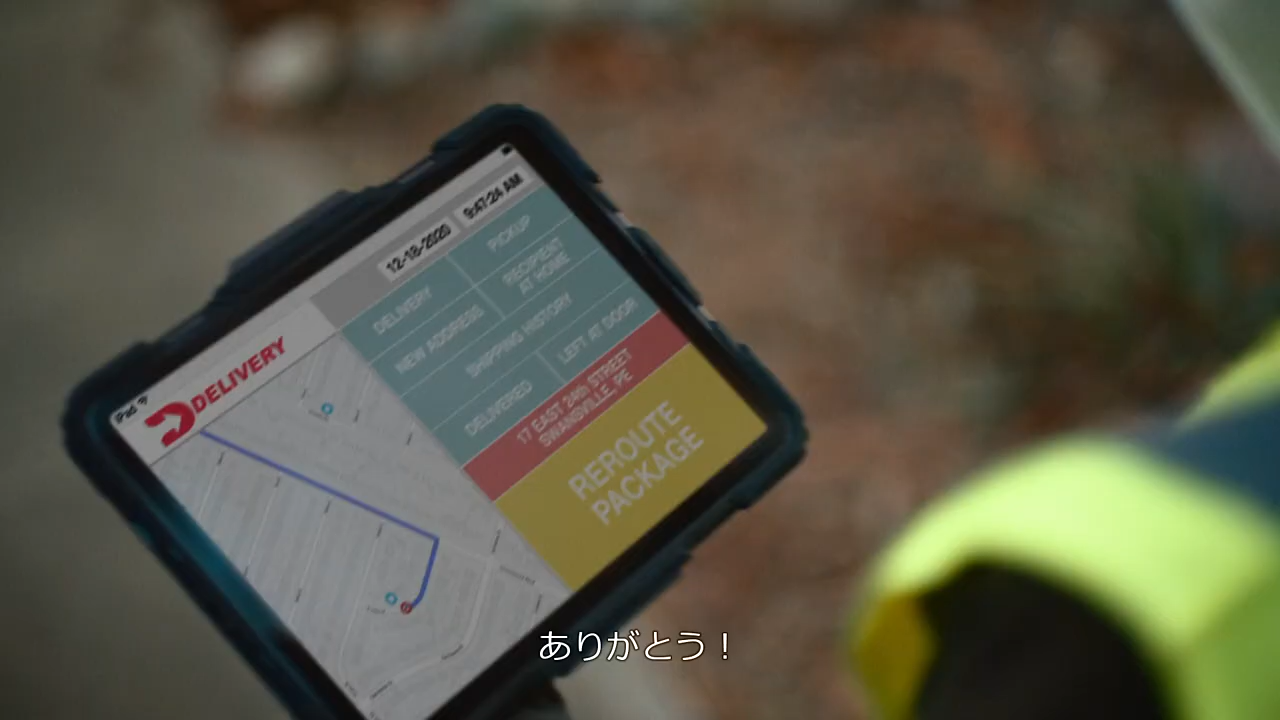 iPad
DELIVERY
12-18-2020
9:47:24 AM
DELIVERY
PICKUP
NEW ADDRESS
RECIPIENT
AT HOME
SHIPPING HISTORY
DELIVERED
LEFT AT DOOR
17 EAST 24th STREET
SWANSVILLE, PE
REROUTE
PACKAGE
ありがとう！